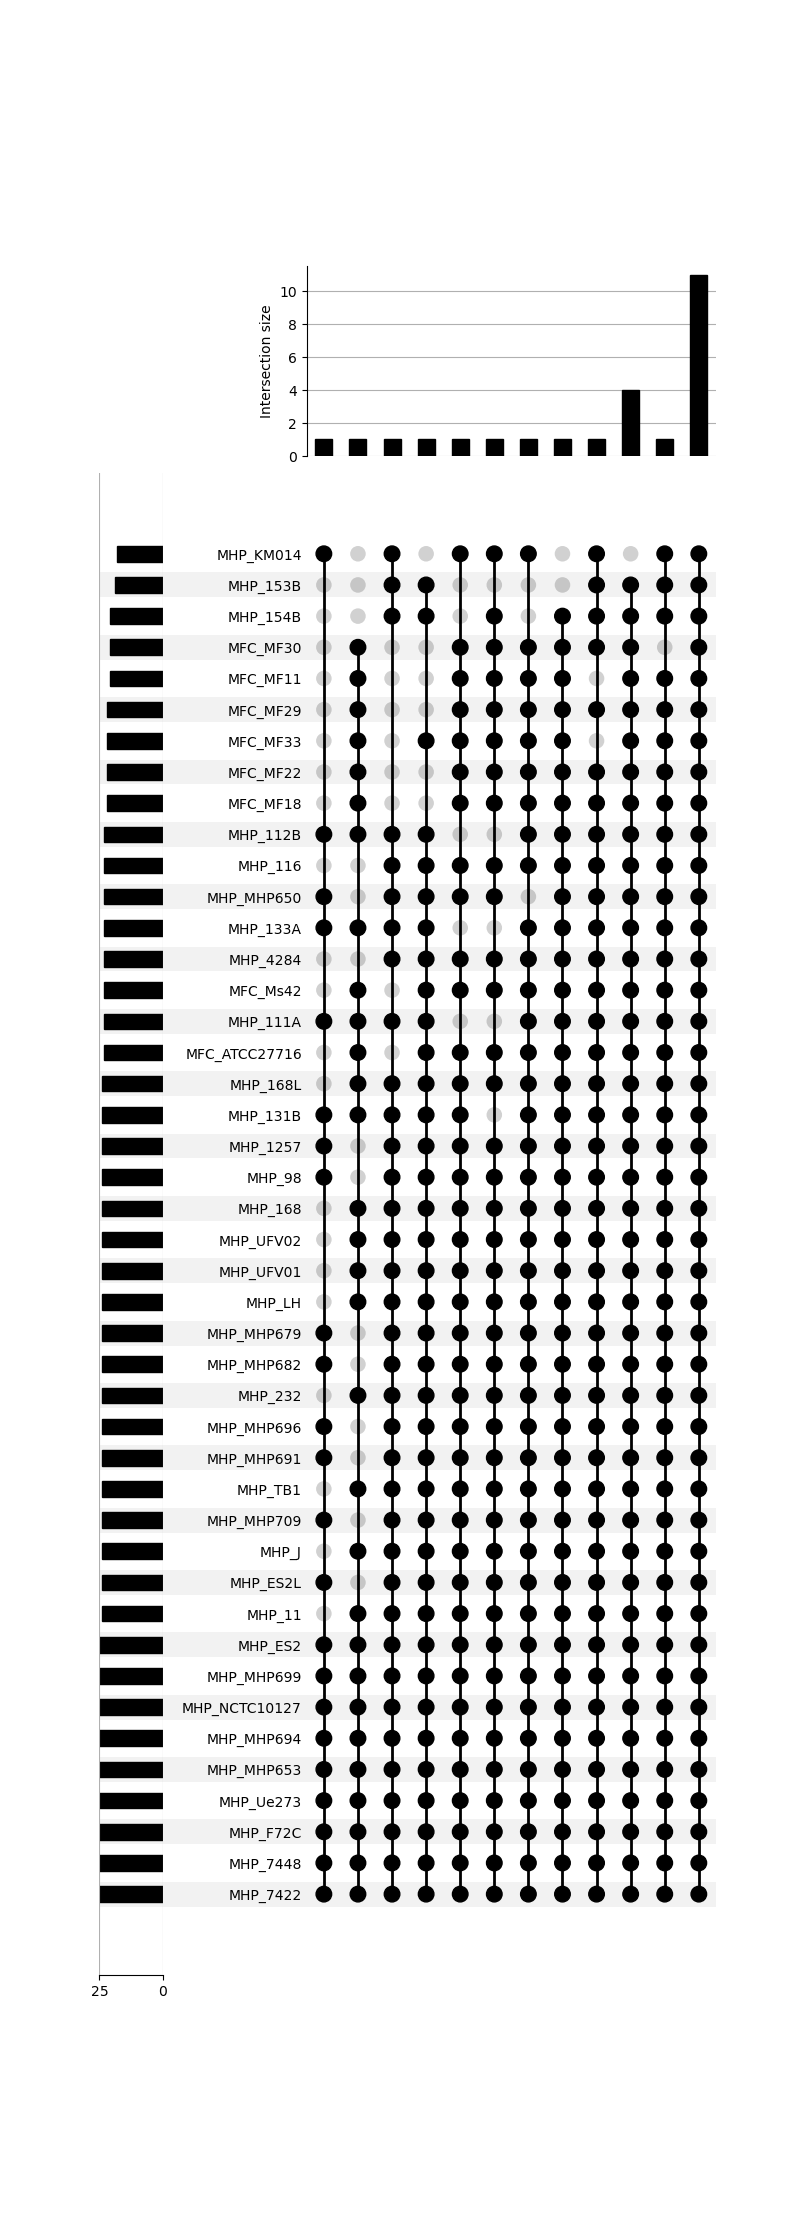 10
8
6
4
2
0
Intersection size
MHP_KM014
MHP_153B
MHP_154B
MFC_MF30
MFC_MF11
MFC_MF29
MFC_MF33
MFC_MF22
MFC_MF18
MHP_112B
MHP_116
MHP_MHP650
MHP_133A
MHP_4284
MFC_Ms42
MHP_111A
MFC_ATCC27716
MHP_168L
MHP_131B
MHP_1257
MHP_98
MHP_168
MHP_UFV02
MHP_UFV01
MHP_LH
MHP_MHP679
MHP_MHP682
MHP_232
MHP_MHP696
MHP_MHP691
MHP_TB1
MHP_MHP709
MHP_J
MHP_ES2L
MHP_11
MHP_ES2
MHP_MHP699
MHP_NCTC10127
MHP_MHP694
MHP_MHP653
MHP_Ue273
MHP_F72C
MHP_7448
MHP_7422
25 0